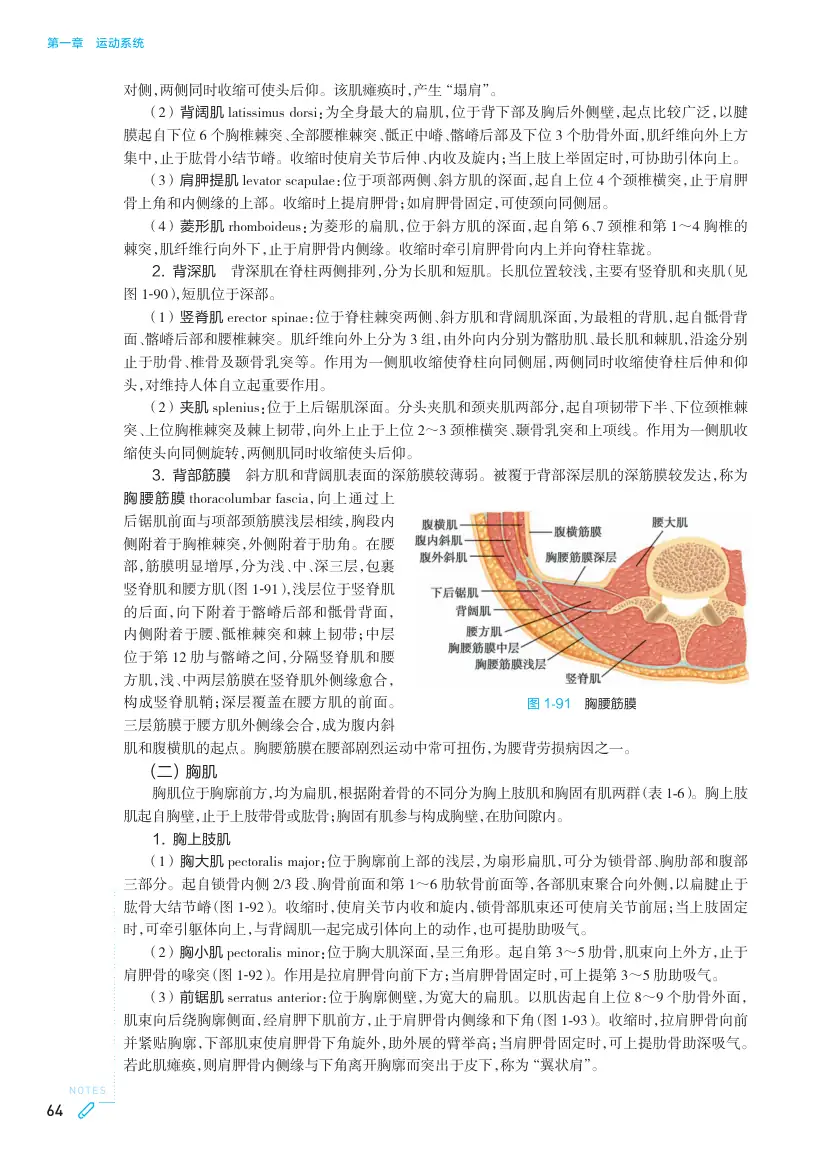 第一章 运动系统
对侧,两侧同时收缩可使头后仰。该肌瘫痪时,产生“塌肩”。
（2）背阔肌 latissimus dorsi:为全身最大的扁肌,位于背下部及胸后外侧壁,起点比较广泛,以腱
膜起自下位 6 个胸椎棘突、全部腰椎棘突、骶正中嵴、髂嵴后部及下位 3 个肋骨外面,肌纤维向外上方
集中,止于肱骨小结节嵴。收缩时使肩关节后伸、内收及旋内;当上肢上举固定时,可协助引体向上。
（3）肩胛提肌 levator scapulae:位于项部两侧、斜方肌的深面,起自上位 4 个颈椎横突,止于肩胛
骨上角和内侧缘的上部。收缩时上提肩胛骨;如肩胛骨固定,可使颈向同侧屈。
（4）菱形肌 rhomboideus:为菱形的扁肌,位于斜方肌的深面,起自第 6、7 颈椎和第 1～4 胸椎的
棘突,肌纤维行向外下,止于肩胛骨内侧缘。收缩时牵引肩胛骨向内上并向脊柱靠拢。
2. 背深肌 背深肌在脊柱两侧排列,分为长肌和短肌。长肌位置较浅,主要有竖脊肌和夹肌(见
图 1-90),短肌位于深部。
（1）竖脊肌 erector spinae:位于脊柱棘突两侧、斜方肌和背阔肌深面,为最粗的背肌,起自骶骨背
面、髂嵴后部和腰椎棘突。肌纤维向外上分为 3 组,由外向内分别为髂肋肌、最长肌和棘肌,沿途分别
止于肋骨、椎骨及颞骨乳突等。作用为一侧肌收缩使脊柱向同侧屈,两侧同时收缩使脊柱后伸和仰
头,对维持人体自立起重要作用。
（2）夹肌 splenius:位于上后锯肌深面。分头夹肌和颈夹肌两部分,起自项韧带下半、下位颈椎棘
突、上位胸椎棘突及棘上韧带,向外上止于上位 2～3 颈椎横突、颞骨乳突和上项线。作用为一侧肌收
缩使头向同侧旋转,两侧肌同时收缩使头后仰。
3. 背部筋膜 斜方肌和背阔肌表面的深筋膜较薄弱。被覆于背部深层肌的深筋膜较发达,称为
胸腰筋膜 thoracolumbar fascia,向上通过上
后锯肌前面与项部颈筋膜浅层相续,胸段内
侧附着于胸椎棘突,外侧附着于肋角。在腰
部,筋膜明显增厚,分为浅、中、深三层,包裹
竖脊肌和腰方肌(图 1-91),浅层位于竖脊肌
的后面,向下附着于髂嵴后部和骶骨背面,
内侧附着于腰、骶椎棘突和棘上韧带;中层
位于第 12 肋与髂嵴之间,分隔竖脊肌和腰
方肌,浅、中两层筋膜在竖脊肌外侧缘愈合,
构成竖脊肌鞘;深层覆盖在腰方肌的前面。
三层筋膜于腰方肌外侧缘会合,成为腹内斜
肌和腹横肌的起点。胸腰筋膜在腰部剧烈运动中常可扭伤,为腰背劳损病因之一。
腹横肌
腹内斜肌
腹外斜肌
下后锯肌
背阔肌
腰方肌
胸腰筋膜中层
胸腰筋膜浅层
竖脊肌
腹横筋膜
胸腰筋膜深层
腰大肌
图 1-91 胸腰筋膜
（二）胸肌
胸肌位于胸廓前方,均为扁肌,根据附着骨的不同分为胸上肢肌和胸固有肌两群(表 1-6)。胸上肢
肌起自胸壁,止于上肢带骨或肱骨;胸固有肌参与构成胸壁,在肋间隙内。
1. 胸上肢肌
（1）胸大肌 pectoralis major:位于胸廓前上部的浅层,为扇形扁肌,可分为锁骨部、胸肋部和腹部
三部分。起自锁骨内侧 2/3 段、胸骨前面和第 1～6 肋软骨前面等,各部肌束聚合向外侧,以扁腱止于
肱骨大结节嵴(图 1-92)。收缩时,使肩关节内收和旋内,锁骨部肌束还可使肩关节前屈;当上肢固定
时,可牵引躯体向上,与背阔肌一起完成引体向上的动作,也可提肋助吸气。
（2）胸小肌 pectoralis minor:位于胸大肌深面,呈三角形。起自第 3～5 肋骨,肌束向上外方,止于
肩胛骨的喙突(图 1-92)。作用是拉肩胛骨向前下方;当肩胛骨固定时,可上提第 3～5 肋助吸气。
（3）前锯肌 serratus anterior:位于胸廓侧壁,为宽大的扁肌。以肌齿起自上位 8～9 个肋骨外面,
肌束向后绕胸廓侧面,经肩胛下肌前方,止于肩胛骨内侧缘和下角(图 1-93)。收缩时,拉肩胛骨向前
并紧贴胸廓,下部肌束使肩胛骨下角旋外,助外展的臂举高;当肩胛骨固定时,可上提肋骨助深吸气。
若此肌瘫痪,则肩胛骨内侧缘与下角离开胸廓而突出于皮下,称为“翼状肩”。
NOTES
64